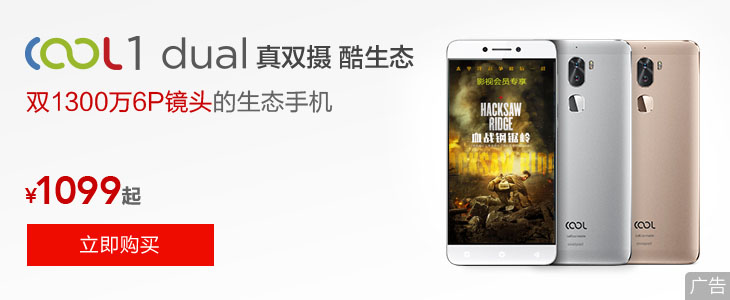 COOL1 dual 真双摄 酷生态
双1300万6P镜头的生态手机
¥1099起
立即购买
影视会员专享
HACKSAW
RIDGE
血战钢锯岭
COOL
COOL
广告